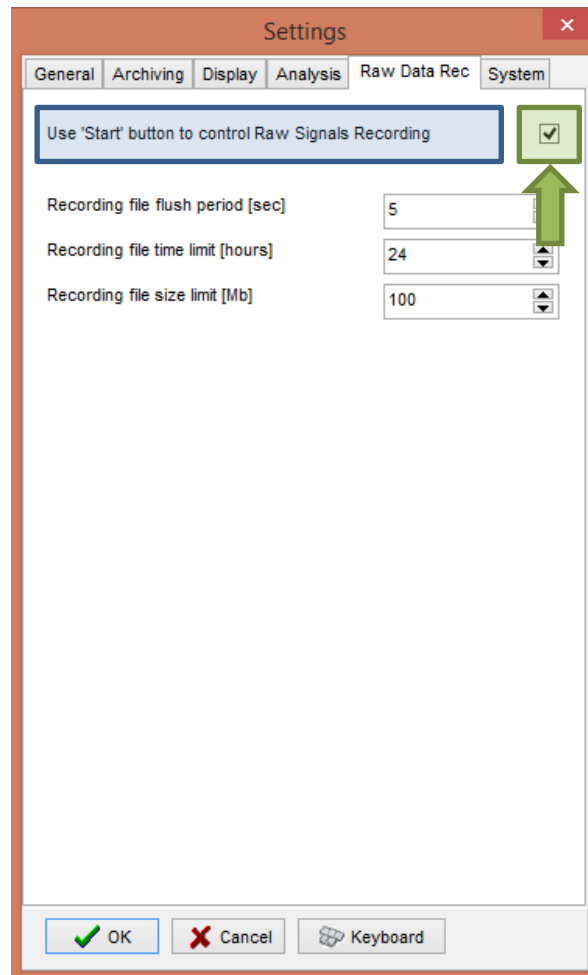 Settings
General Archiving Display Analysis Raw Data Rec System
Use 'Start' button to control Raw Signals Recording
Recording file flush period [sec] 5
Recording file time limit [hours] 24
Recording file size limit [Mb] 100
OK Cancel Keyboard